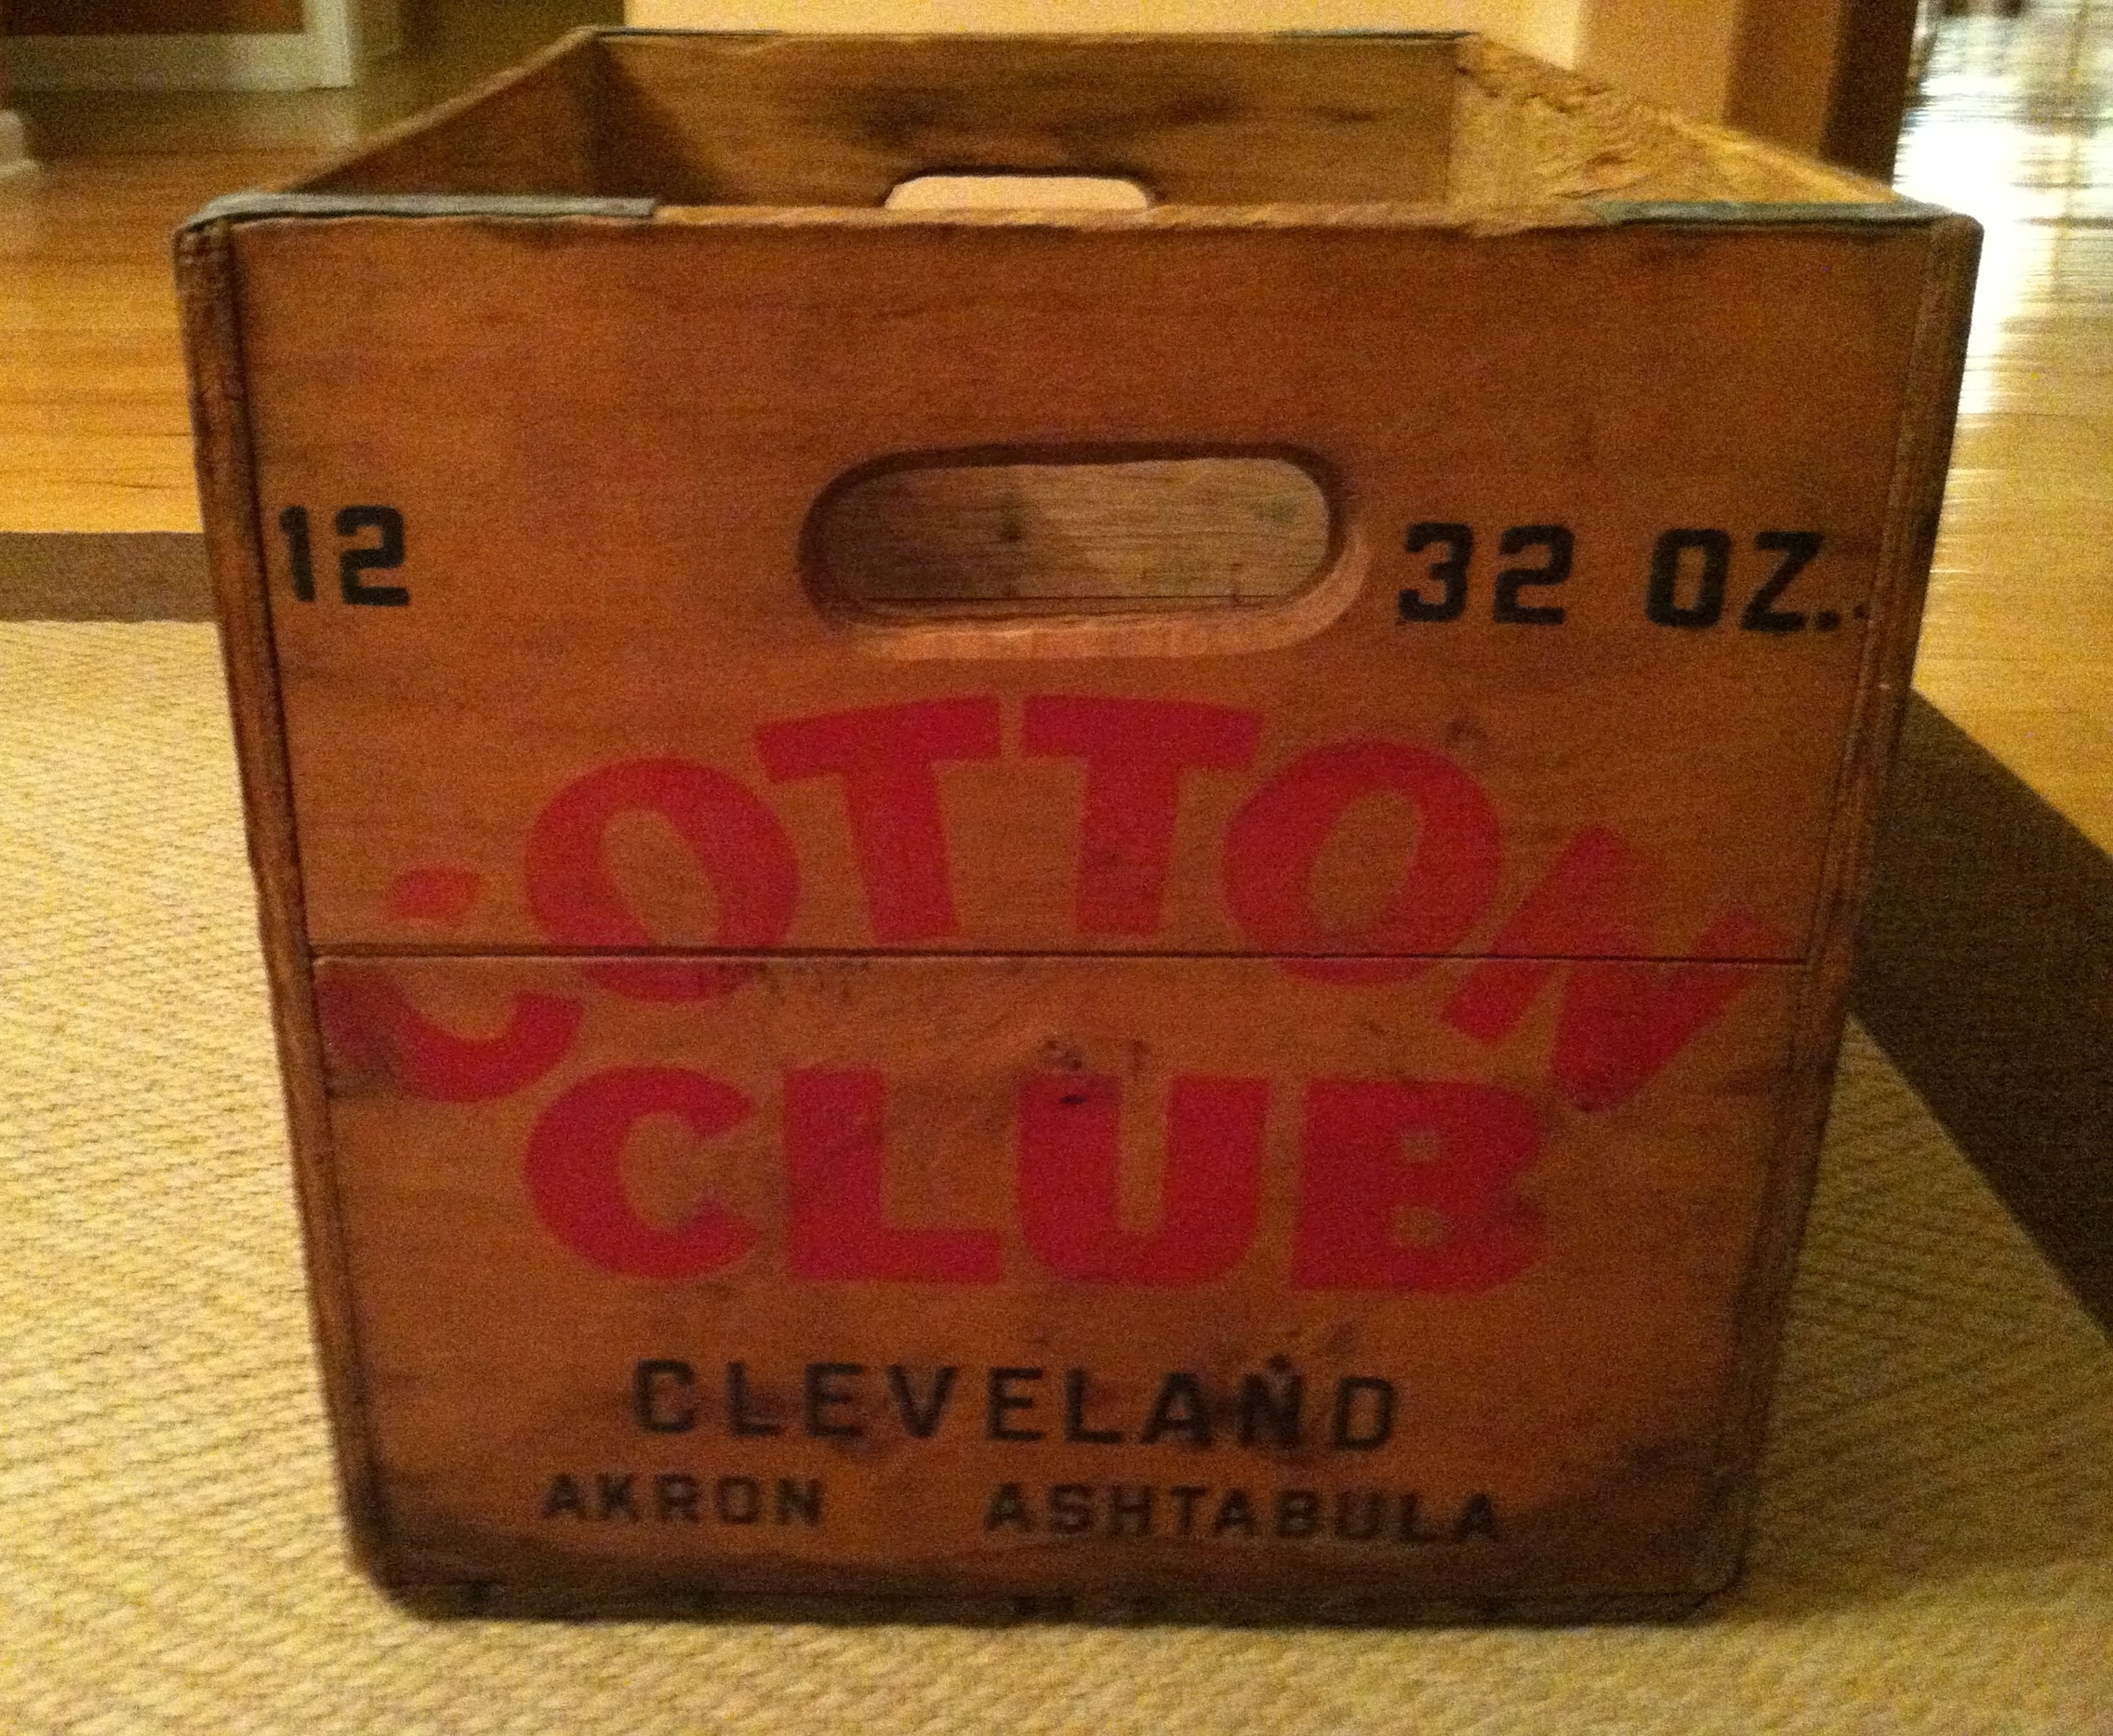 12 32 OZ.
COTTON
CLUB
CLEVELAND
AKRON ASHTABULA